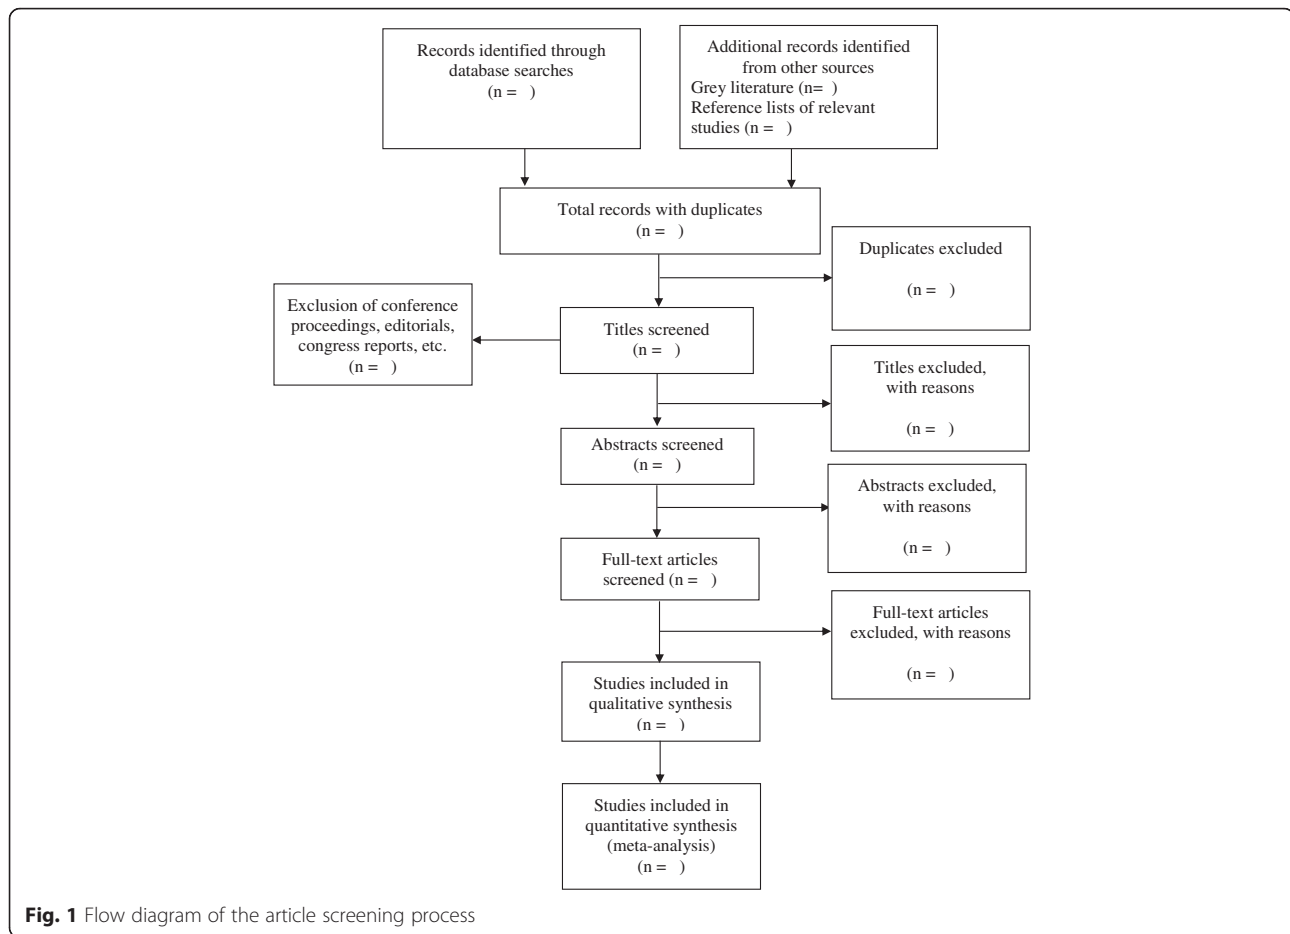 Records identified through
database searches
(n =   )
Additional records identified
from other sources
Grey literature (n=  )
Reference lists of relevant
studies (n =   )
Total records with duplicates
(n =   )
Duplicates excluded
(n =   )
Exclusion of conference
proceedings, editorials,
congress reports, etc.
(n =   )
Titles screened
(n =   )
Titles excluded,
with reasons
(n =   )
Abstracts screened
(n =   )
Abstracts excluded,
with reasons
(n =   )
Full-text articles
screened (n =   )
Full-text articles
excluded, with reasons
(n =   )
Studies included in
qualitative synthesis
(n =   )
Studies included in
quantitative synthesis
(meta-analysis)
(n =   )
Fig. 1 Flow diagram of the article screening process